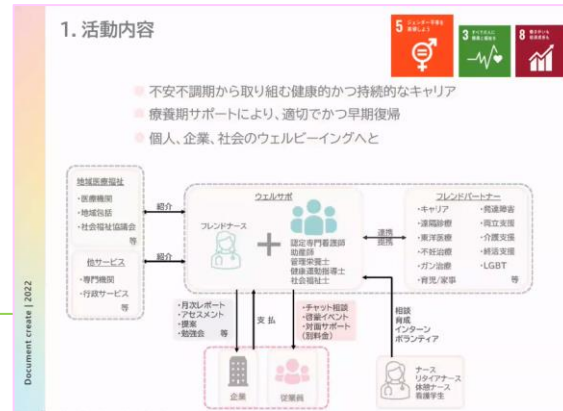 1. 活動内容
5 ジェンダー平等を
実現しよう
3 すべての人に
健康と福祉を
8 働きがいも
経済成長も
不安不調期から取り組む健康的かつ持続的なキャリア
療養期サポートにより、適切でかつ早期復帰
個人、企業、社会のウェルビーイングへと
地域医療福祉
・医療機関
・地域包括
・社会福祉協議会
等
他サービス
・専門機関
・行政サービス
等
紹介
紹介
ウェルサポ
フレンドナース
認定専門看護師
助産師
管理栄養士
健康運動指導士
社会福祉士
連携
提携
フレンドパートナー
・キャリア
・遠隔診療
・東洋医療
・不妊治療
・ガン治療
・育児/家事
・発達障害
・両立支援
・介護支援
・終活支援
・LGBT
等
・月次レポート
・アセスメント
・提案
・勉強会 等
支払
・チャット相談
・啓蒙イベント
・対面サポート
(別料金)
相談
育成
インターン
ボランティア
企業
従業員
ナース
リタイアナース
休憩ナース
看護学生
Document create | 2022